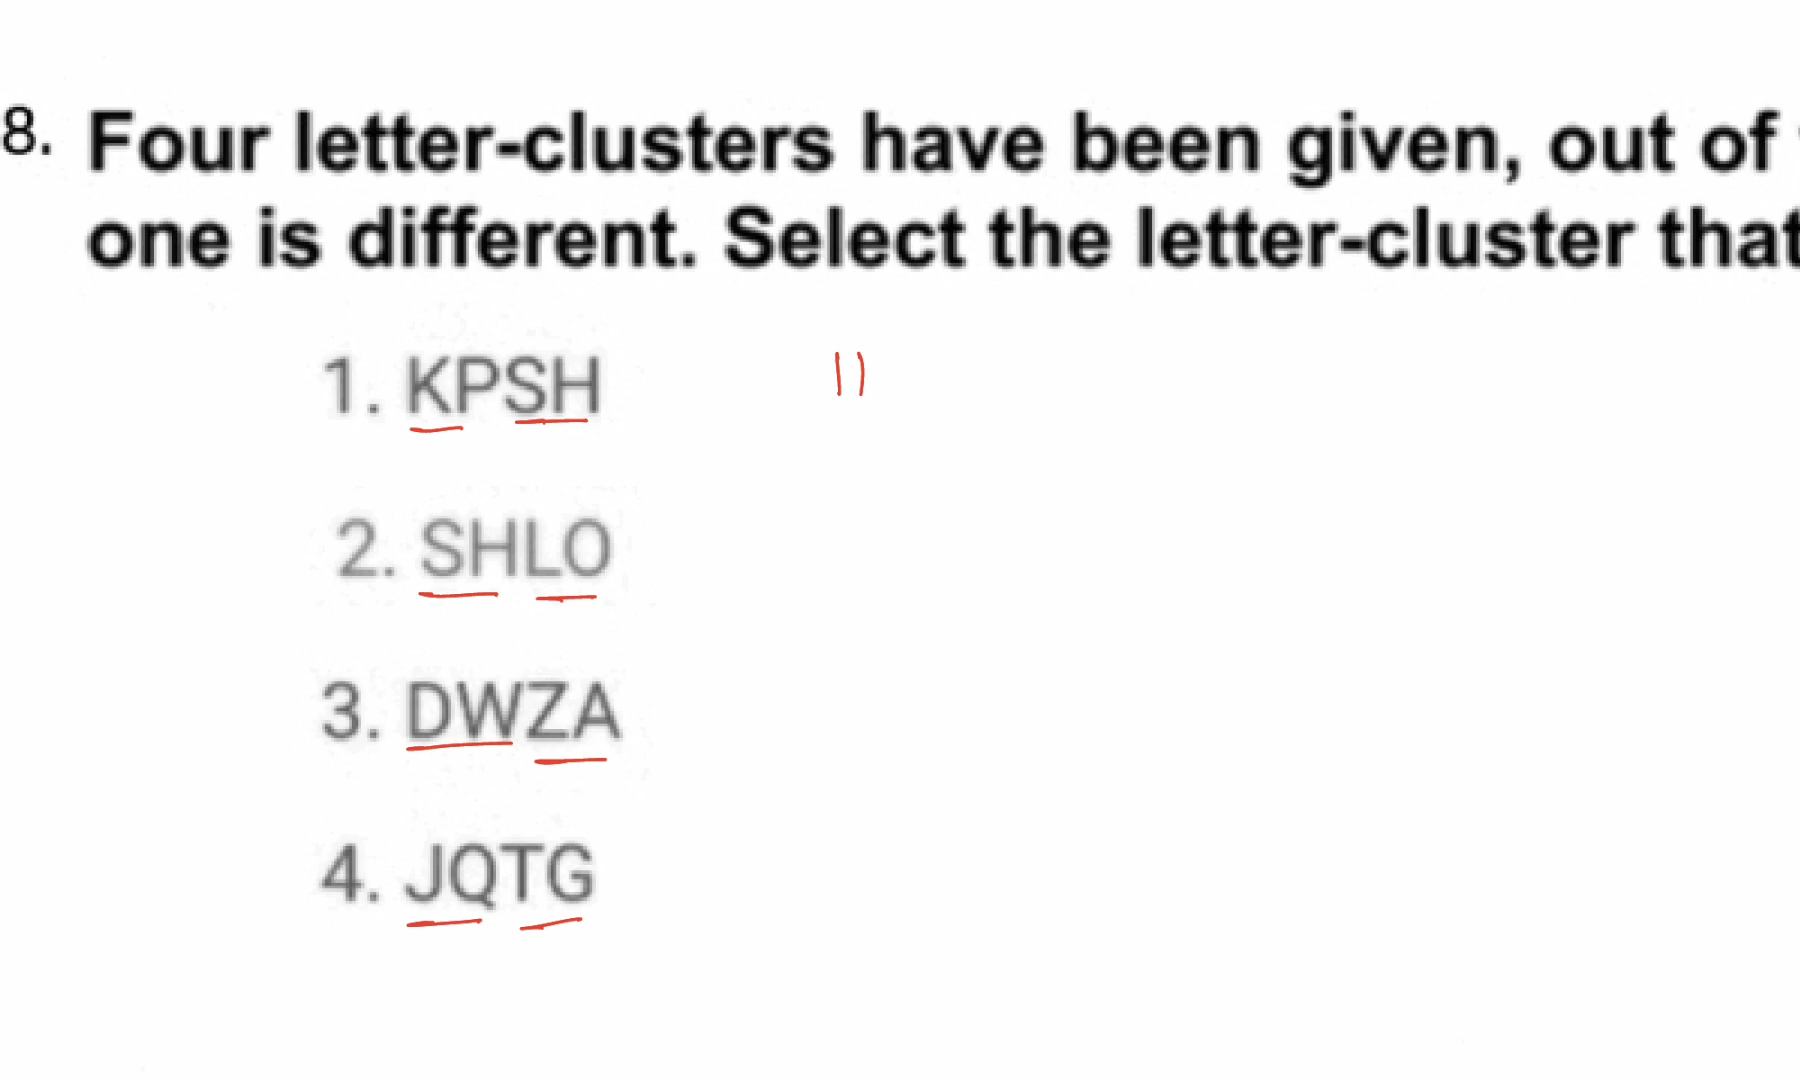 8. Four letter-clusters have been given, out of
one is different. Select the letter-cluster that
1. KPSH 11
2. SHLO
3. DWZA
4. JQTG